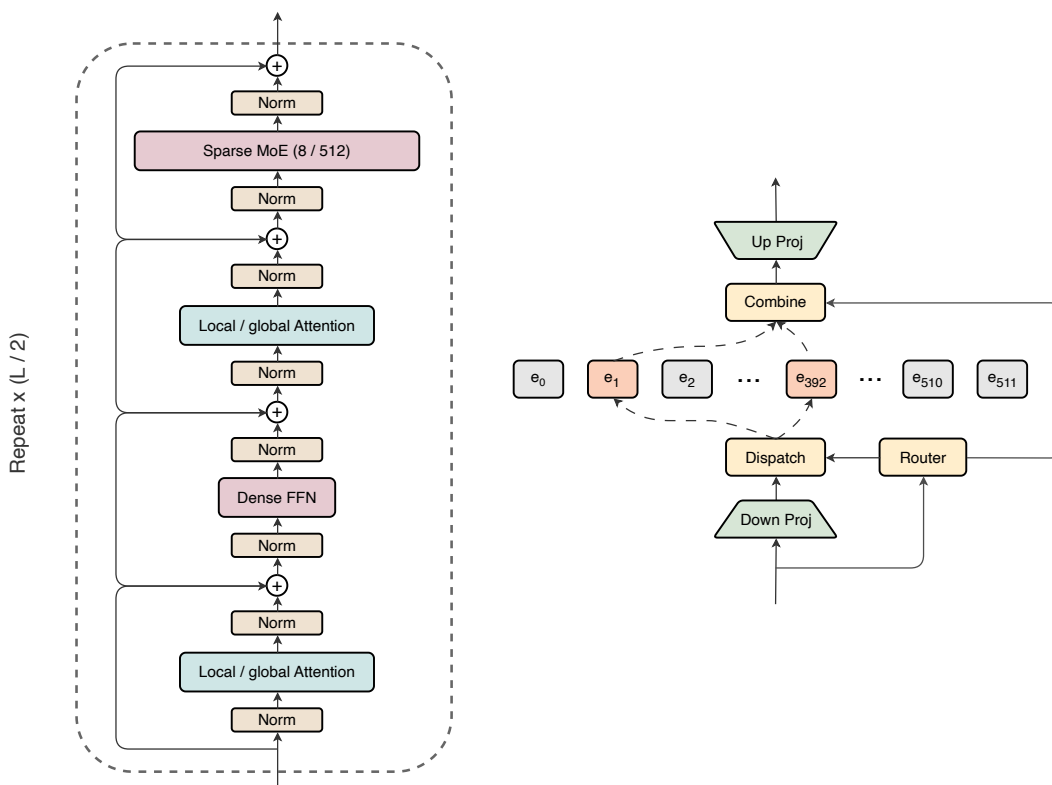 Repeat x (L / 2)
Norm
Sparse MoE (8 / 512)
Norm
Norm
Local / global Attention
Norm
Norm
Dense FFN
Norm
Norm
Local / global Attention
Norm
Up Proj
Combine
e0 e1 e2 ... e392 ... e510 e511
Dispatch Router
Down Proj